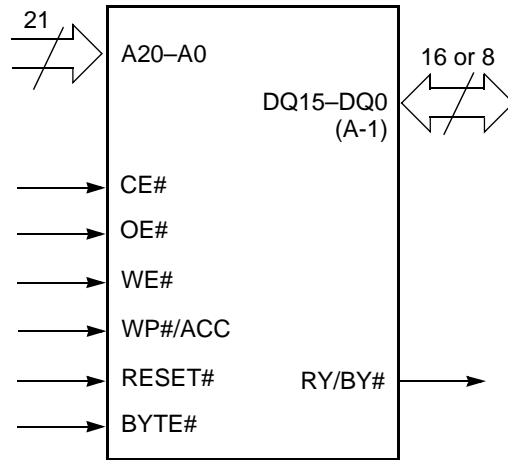 21
A20–A0
16 or 8
DQ15–DQ0
(A-1)
CE#
OE#
WE#
WP#/ACC
RESET#
RY/BY#
BYTE#